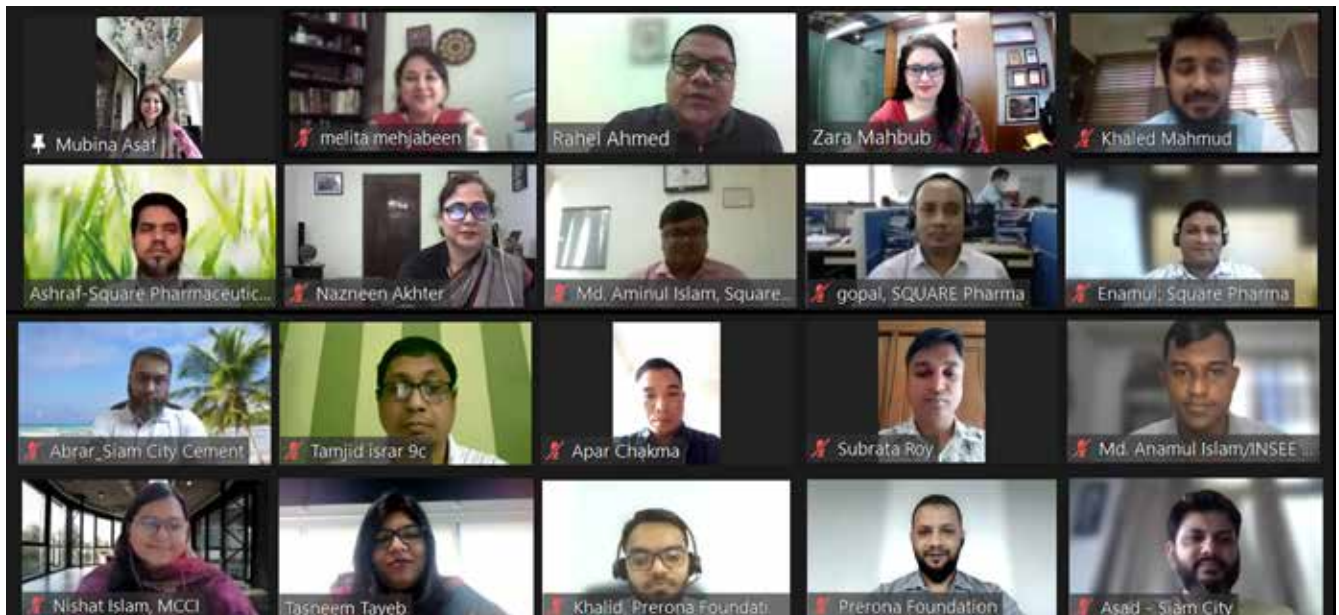 Mubina Asaf
melita mehjabeen
Rahel Ahmed
Zara Mahbub
Khaled Mahmud
Ashraf-Square Pharmaceutic...
Nazneen Akhter
Md. Aminul Islam, Square...
gopal, SQUARE Pharma
Enamul; Square Pharma
Abrar_Siam City Cement
Tamjid israr 9c
Apar Chakma
Subrata Roy
Md. Anamul Islam/INSEE ...
Nishat Islam, MCCI
Tasneem Tayeb
Khalid, Prerona Foundati...
Prerona Foundation
Asad - Siam City